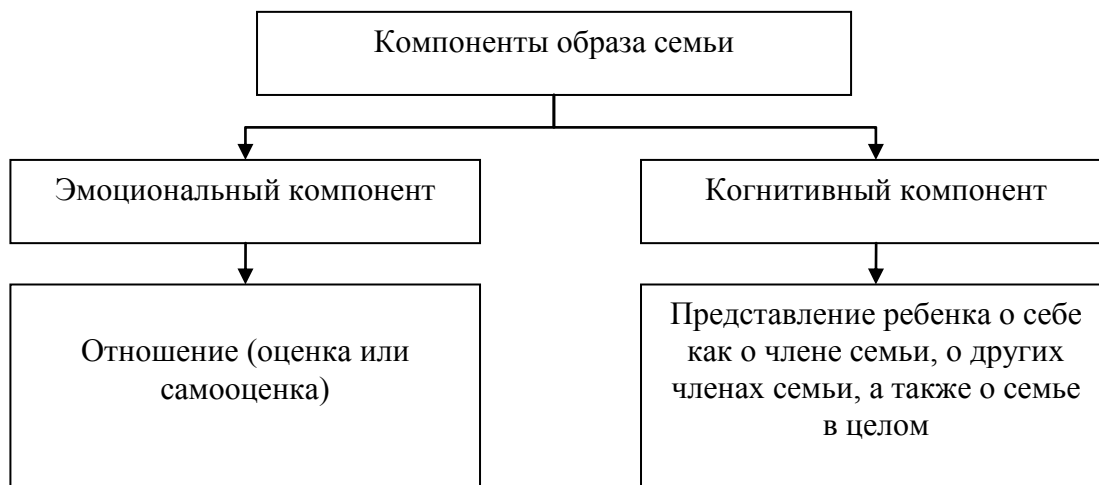 Компоненты образа семьи
Эмоциональный компонент
Когнитивный компонент
Отношение (оценка или
самооценка)
Представление ребенка о себе
как о члене семьи, о других
членах семьи, а также о семье
в целом